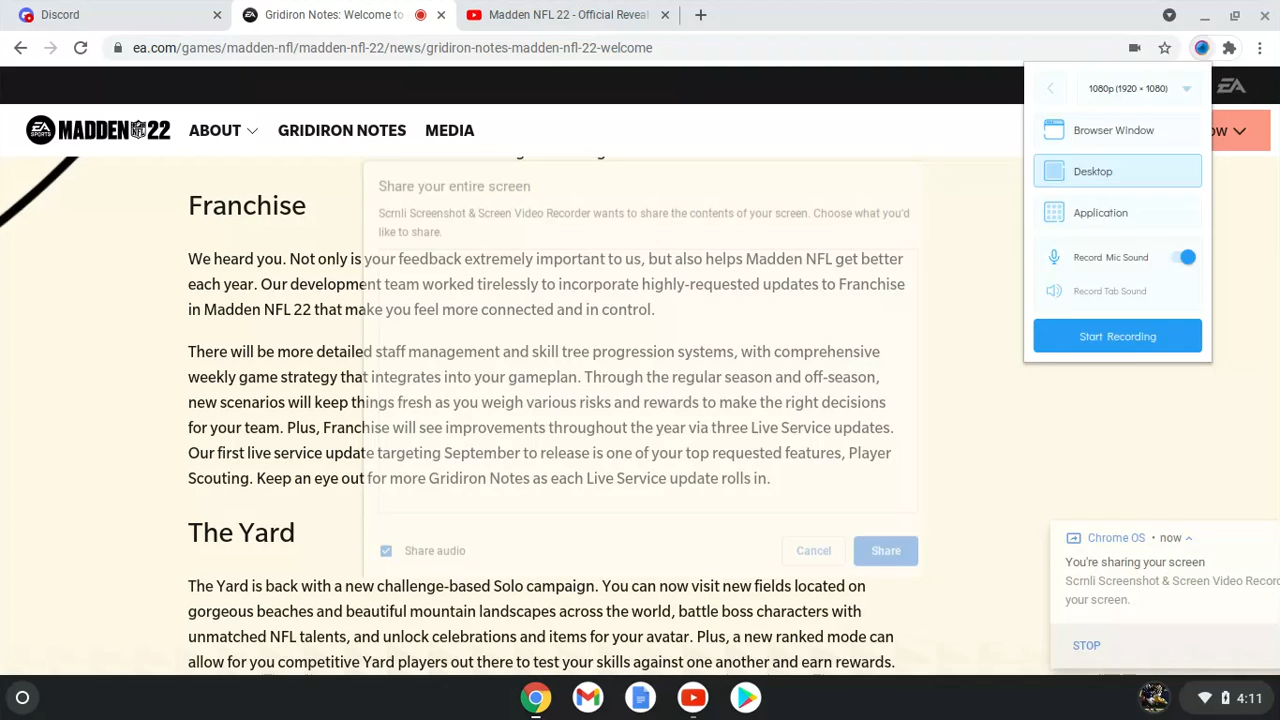 Discord
Gridiron Notes: Welcome to
Madden NFL 22 - Official Reveal
ea.com/games/madden-nfl/madden-nfl-22/news/gridiron-notes-madden-nfl-22-welcome
1080p (1920 × 1080)
EA
EA SPORTS MADDEN NFL 22
ABOUT
GRIDIRON NOTES
MEDIA
Browser Window
Desktop
Application
Record Mic Sound
Record Tab Sound
Start Recording
Share your entire screen
Scrnli Screenshot & Screen Video Recorder wants to share the contents of your screen. Choose what you'd
like to share.
Franchise
We heard you. Not only is your feedback extremely important to us, but also helps Madden NFL get better
each year. Our development team worked tirelessly to incorporate highly-requested updates to Franchise
in Madden NFL 22 that make you feel more connected and in control.
There will be more detailed staff management and skill tree progression systems, with comprehensive
weekly game strategy that integrates into your gameplan. Through the regular season and off-season,
new scenarios will keep things fresh as you weigh various risks and rewards to make the right decisions
for your team. Plus, Franchise will see improvements throughout the year via three Live Service updates.
Our first live service update targeting September to release is one of your top requested features, Player
Scouting. Keep an eye out for more Gridiron Notes as each Live Service update rolls in.
The Yard
Share audio
Cancel
Share
The Yard is back with a new challenge-based Solo campaign. You can now visit new fields located on
gorgeous beaches and beautiful mountain landscapes across the world, battle boss characters with
unmatched NFL talents, and unlock celebrations and items for your avatar. Plus, a new ranked mode can
allow for you competitive Yard players out there to test your skills against one another and earn rewards.
Chrome OS • now
You're sharing your screen
Scrnli Screenshot & Screen Video Recor
your screen.
STOP
4:11